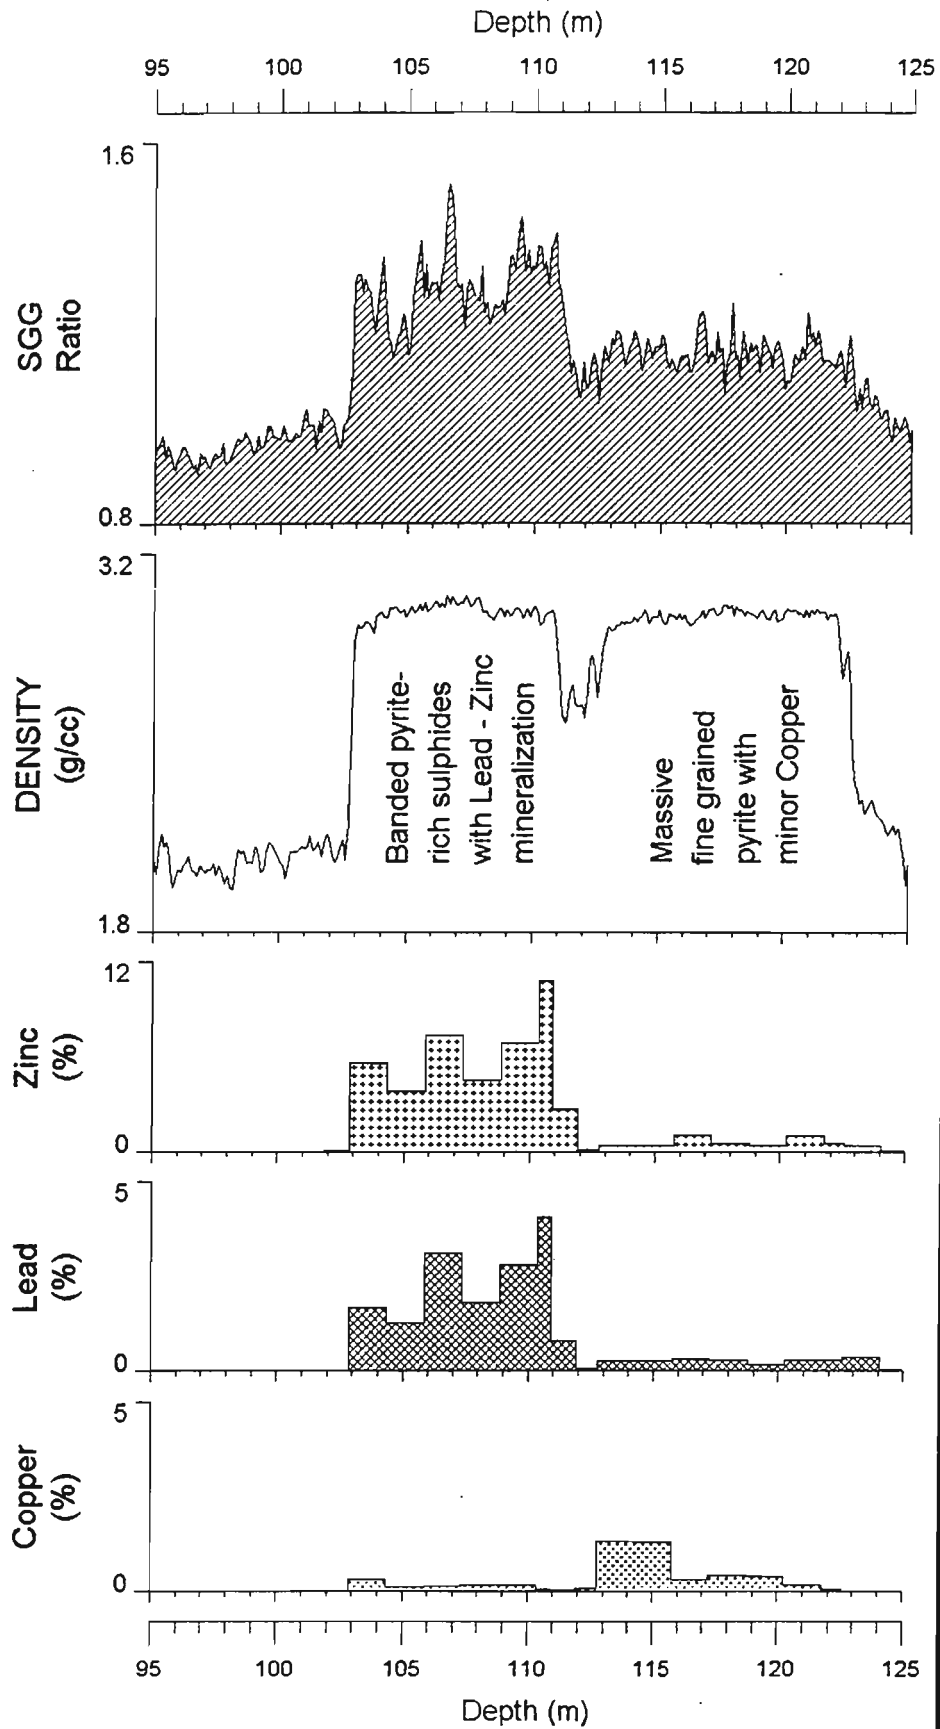 Depth (m)
95 100 105 110 115 120 125
1.6
SGG
Ratio
0.8
3.2
DENSITY
(g/cc)
Banded pyrite-
rich sulphides
with Lead - Zinc
mineralization
Massive
fine grained
pyrite with
minor Copper
1.8
12
Zinc
(%)
0
5
Lead
(%)
0
5
Copper
(%)
0
95 100 105 110 115 120 125
Depth (m)